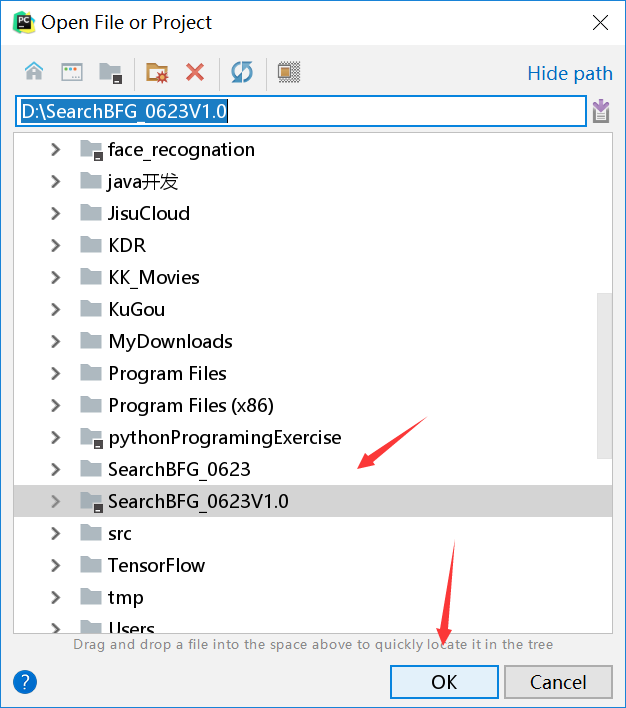 PC Open File or Project
Hide path
D:\SearchBFG_0623V1.0
face_recognation
java开发
JisuCloud
KDR
KK_Movies
KuGou
MyDownloads
Program Files
Program Files (x86)
pythonProgramingExercise
SearchBFG_0623
SearchBFG_0623V1.0
src
TensorFlow
tmp
Users
Drag and drop a file into the space above to quickly locate it in the tree
? OK Cancel